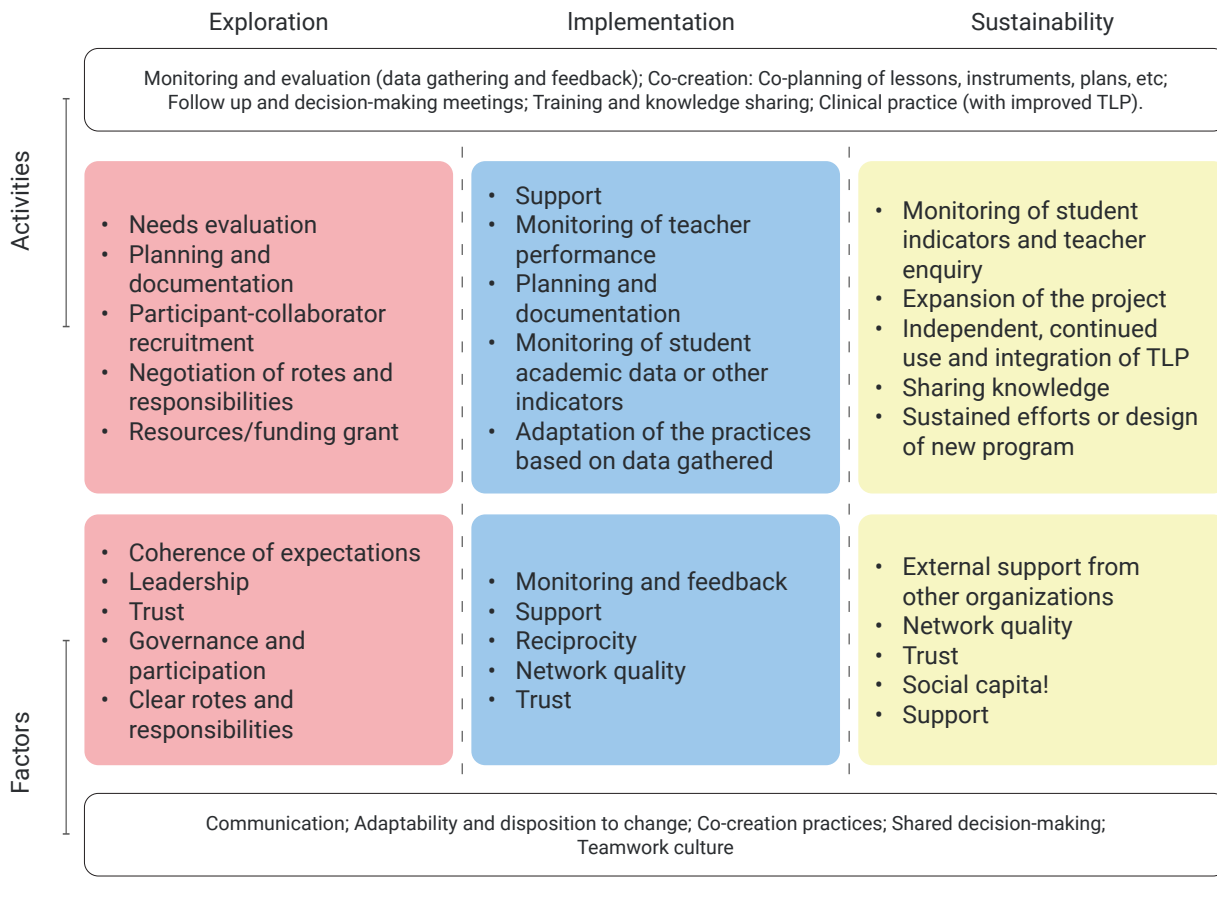 Exploration
Implementation
Sustainability
Monitoring and evaluation (data gathering and feedback); Co-creation: Co-planning of lessons, instruments, plans, etc;
Follow up and decision-making meetings; Training and knowledge sharing; Clinical practice (with improved TLP).
Activities
• Needs evaluation
• Planning and
documentation
• Participant-collaborator
recruitment
• Negotiation of rotes and
responsibilities
• Resources/funding grant
• Support
• Monitoring of teacher
performance
• Planning and
documentation
• Monitoring of student
academic data or other
indicators
• Adaptation of the practices
based on data gathered
• Monitoring of student
indicators and teacher
enquiry
• Expansion of the project
• Independent, continued
use and integration of TLP
• Sharing knowledge
• Sustained efforts or design
of new program
Factors
• Coherence of expectations
• Leadership
• Trust
• Governance and
participation
• Clear rotes and
responsibilities
• Monitoring and feedback
• Support
• Reciprocity
• Network quality
• Trust
• External support from
other organizations
• Network quality
• Trust
• Social capita!
• Support
Communication; Adaptability and disposition to change; Co-creation practices; Shared decision-making;
Teamwork culture